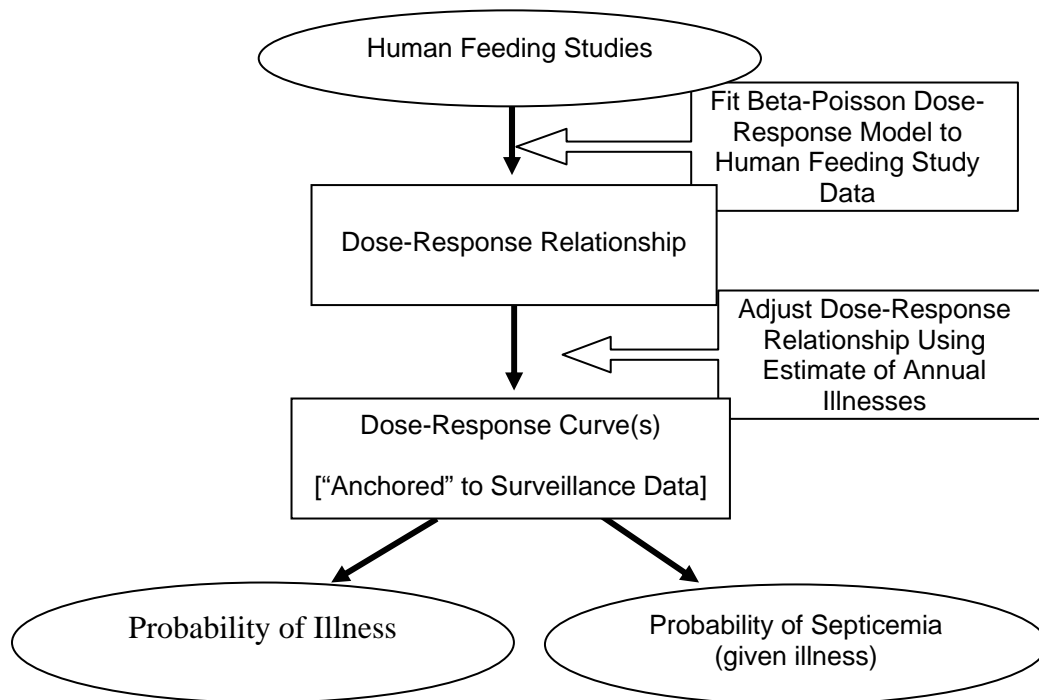 Human Feeding Studies
Fit Beta-Poisson Dose-
Response Model to
Human Feeding Study
Data
Dose-Response Relationship
Adjust Dose-Response
Relationship Using
Estimate of Annual
Illnesses
Dose-Response Curve(s)
[“Anchored” to Surveillance Data]
Probability of Illness
Probability of Septicemia
(given illness)